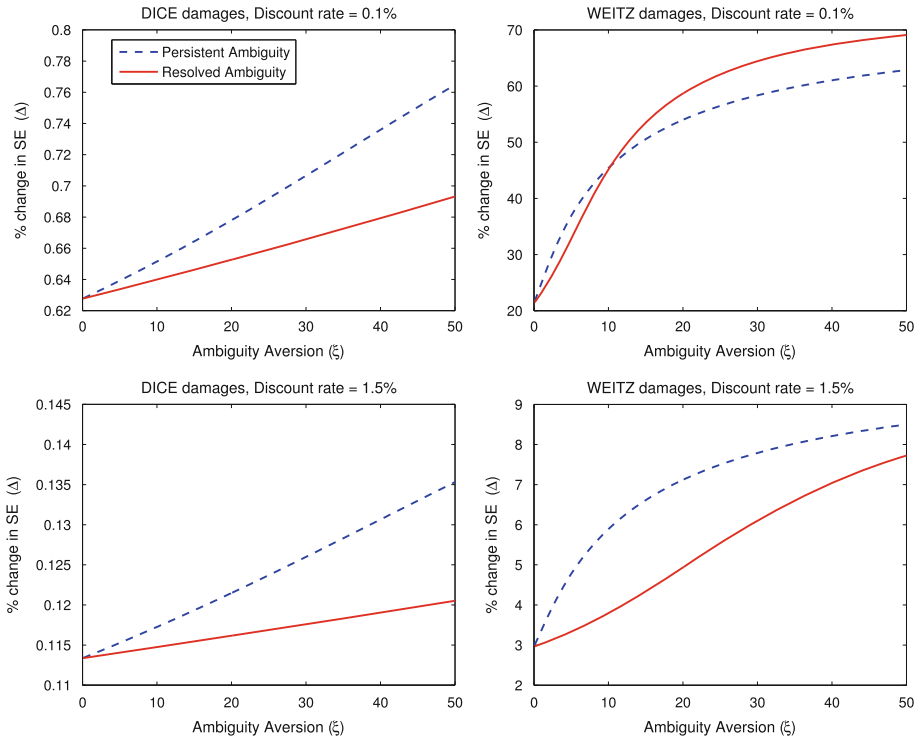 DICE damages, Discount rate = 0.1%
% change in SE (Δ)
0.8
0.78
0.76
0.74
0.72
0.7
0.68
0.66
0.64
0.62
Persistent Ambiguity
Resolved Ambiguity
0 10 20 30 40 50
Ambiguity Aversion (ξ)
WEITZ damages, Discount rate = 0.1%
% change in SE (Δ)
70
60
50
40
30
20
0 10 20 30 40 50
Ambiguity Aversion (ξ)
DICE damages, Discount rate = 1.5%
% change in SE (Δ)
0.145
0.14
0.135
0.13
0.125
0.12
0.115
0.11
0 10 20 30 40 50
Ambiguity Aversion (ξ)
WEITZ damages, Discount rate = 1.5%
% change in SE (Δ)
9
8
7
6
5
4
3
2
0 10 20 30 40 50
Ambiguity Aversion (ξ)